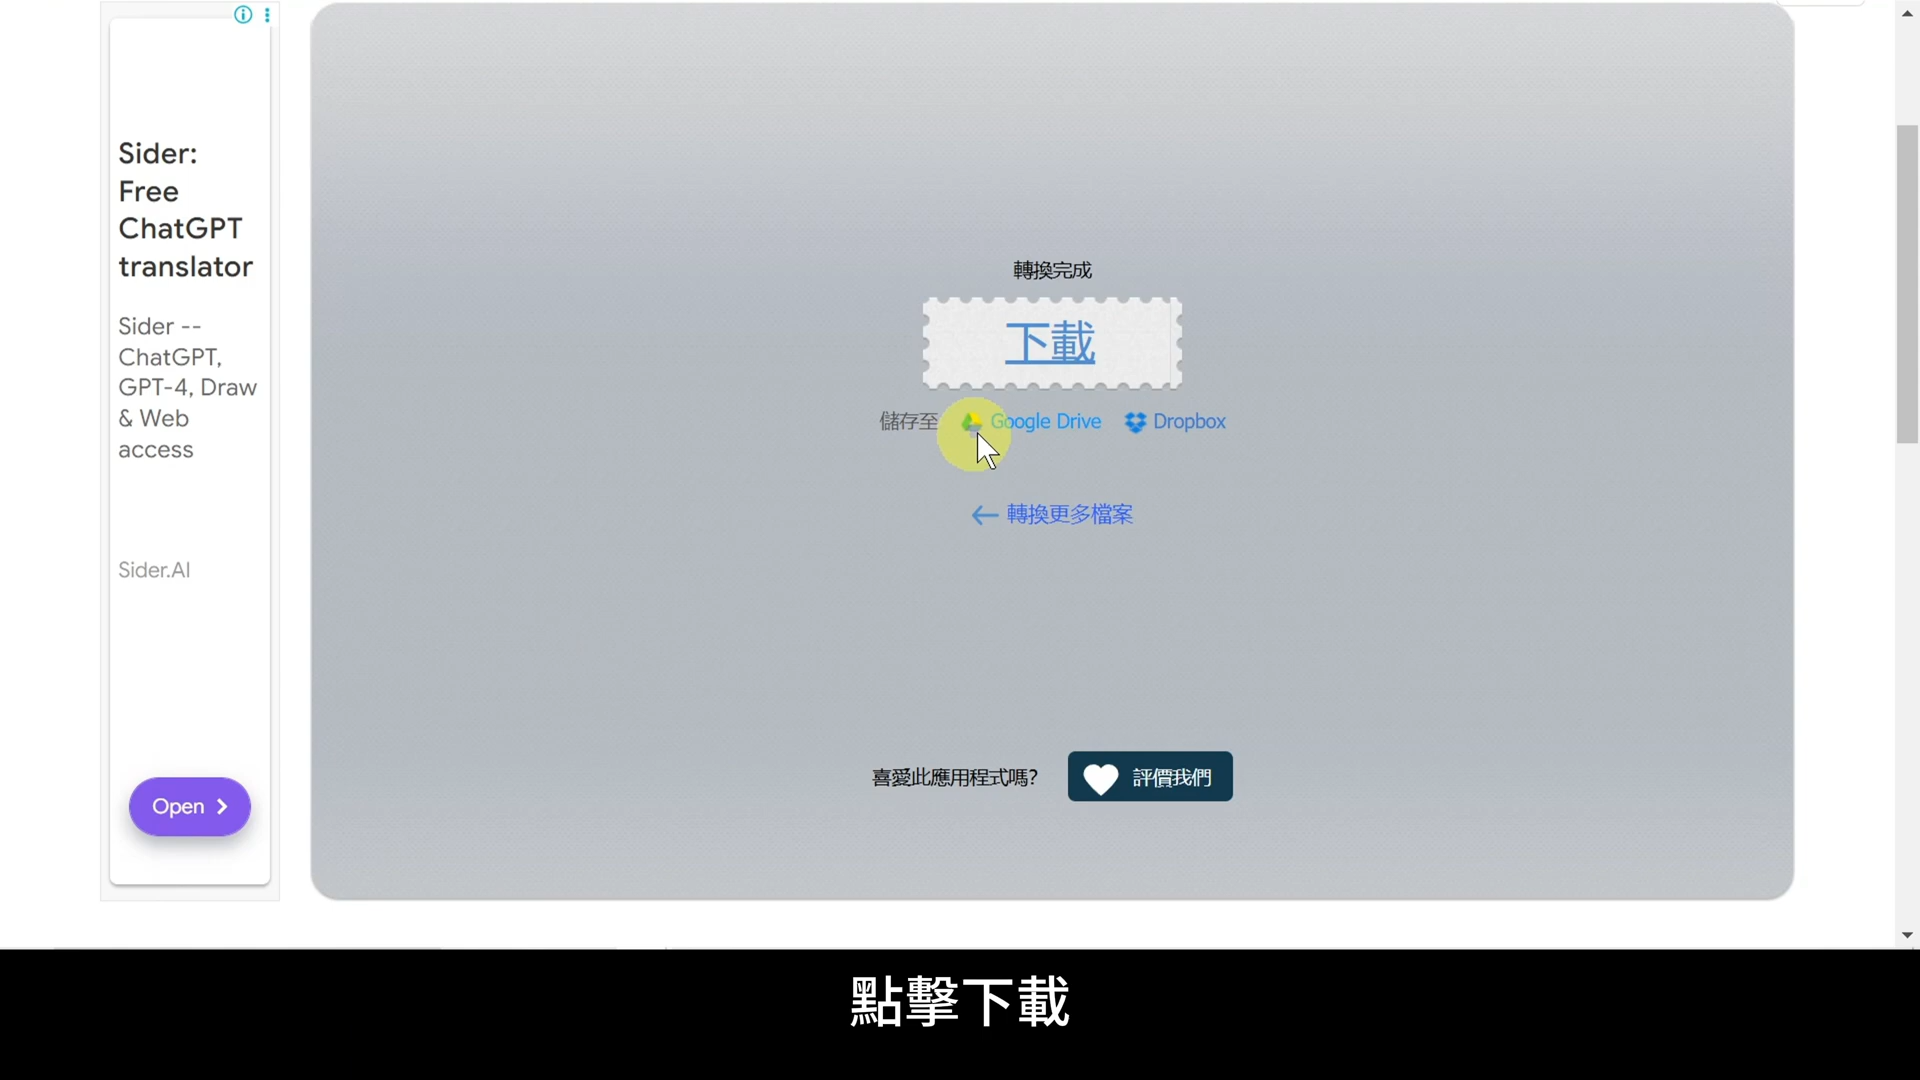 Sider:
Free
ChatGPT
translator
Sider --
ChatGPT,
GPT-4, Draw
& Web
access
Sider.AI
Open
轉換完成
下載
儲存至 Google Drive Dropbox
轉換更多檔案
喜愛此應用程式嗎? 評價我們
點擊下載